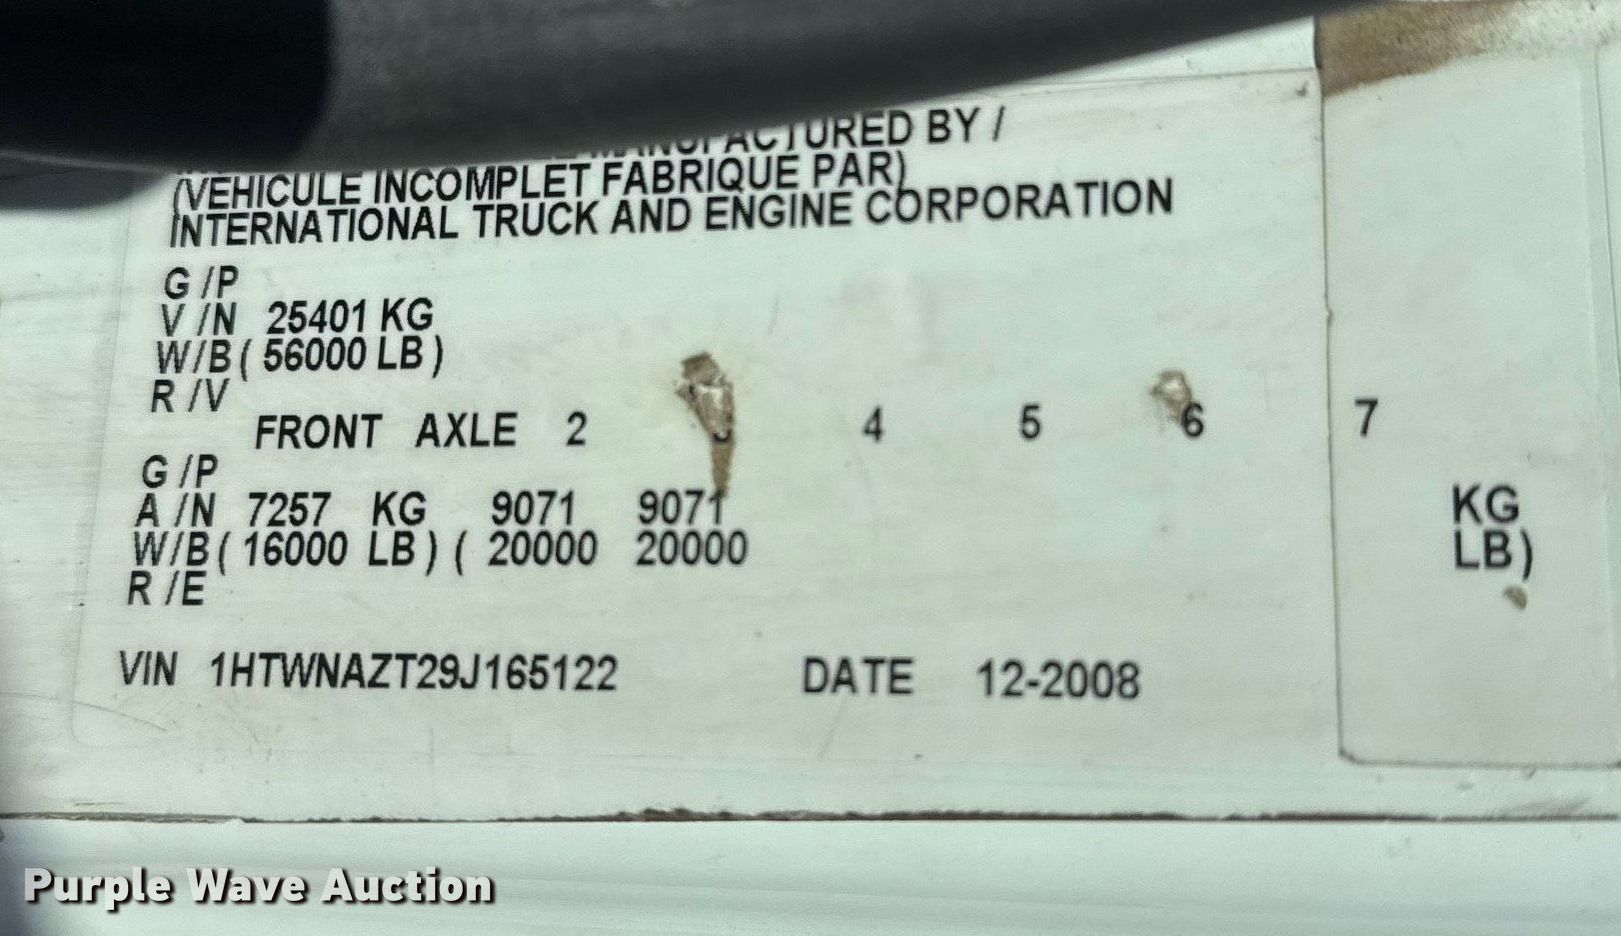 MANUFACTURED BY /
(VEHICULE INCOMPLET FABRIQUE PAR)
INTERNATIONAL TRUCK AND ENGINE CORPORATION
G /P
V /N 25401 KG
W/B ( 56000 LB )
R /V
FRONT AXLE 2 4 5 6 7
G /P
A /N 7257 KG 9071 9071 KG
W/B ( 16000 LB ) ( 20000 20000 LB )
R /E
VIN 1HTWNAZT29J165122 DATE 12-2008
Purple Wave Auction